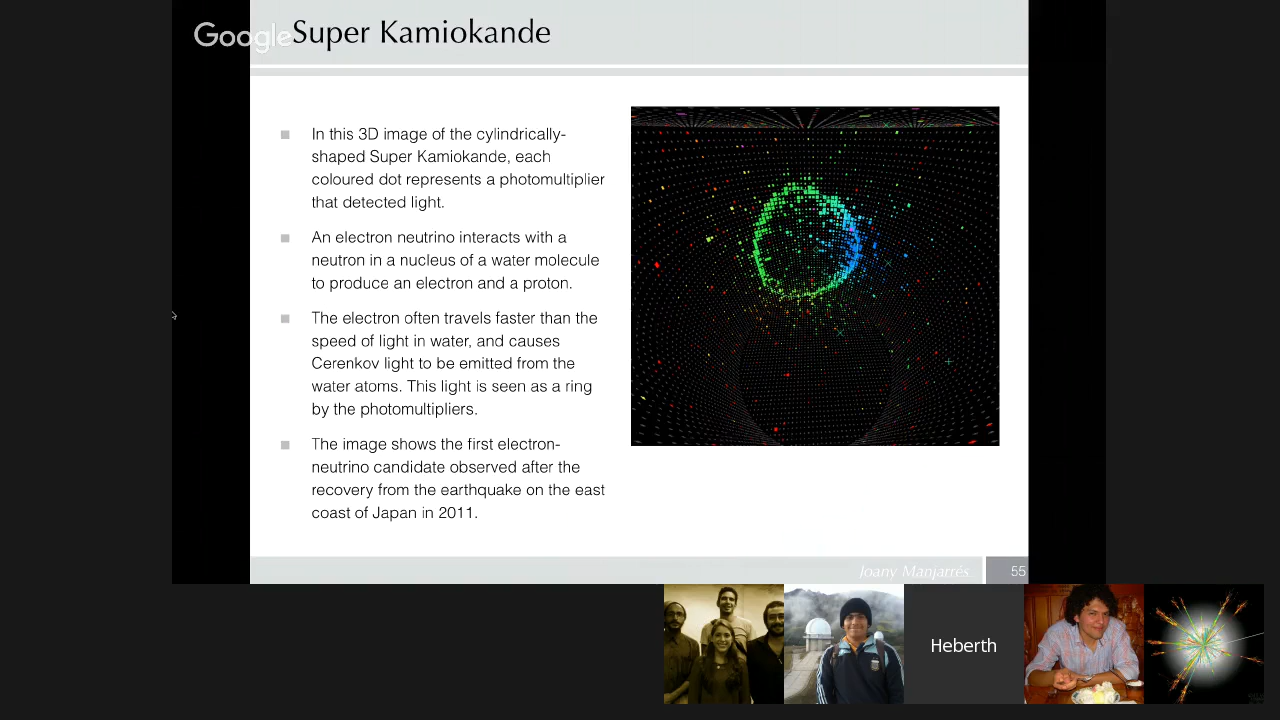 Google
Super Kamiokande
In this 3D image of the cylindrically-
shaped Super Kamiokande, each
coloured dot represents a photomultiplier
that detected light.
An electron neutrino interacts with a
neutron in a nucleus of a water molecule
to produce an electron and a proton.
The electron often travels faster than the
speed of light in water, and causes
Cerenkov light to be emitted from the
water atoms. This light is seen as a ring
by the photomultipliers.
The image shows the first electron-
neutrino candidate observed after the
recovery from the earthquake on the east
coast of Japan in 2011.
Joany Manjarrés
55
Heberth